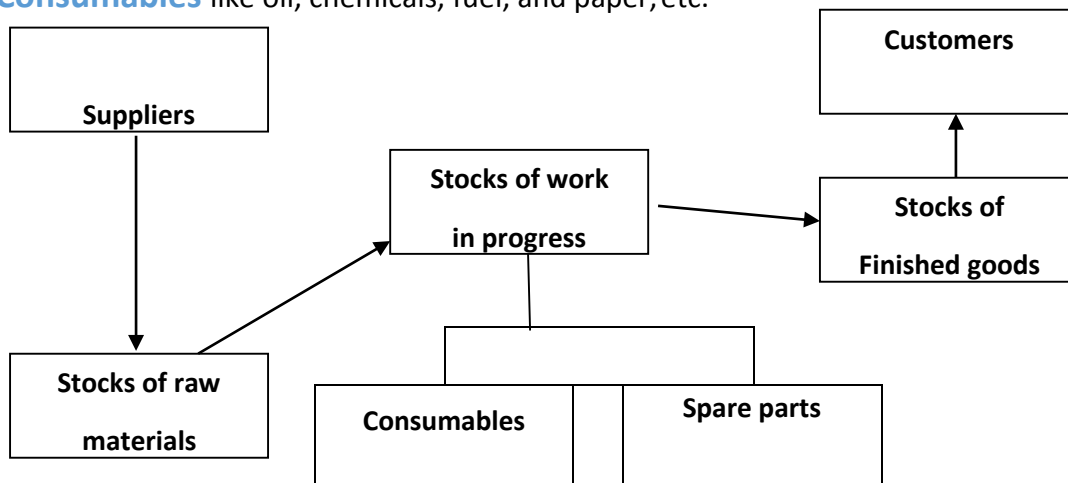 Consumables like oil, chemicals, fuel, and paper, etc.
Customers
Suppliers
Stocks of work
in progress
Stocks of
Finished goods
Stocks of raw
materials
Consumables
Spare parts